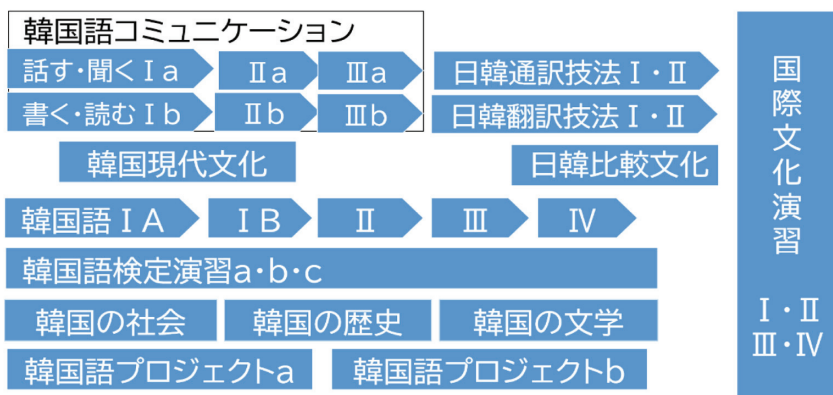 韓国語コミュニケーション
話す・聞くⅠa Ⅱa Ⅲa 日韓通訳技法Ⅰ・Ⅱ
書く・読むⅠb Ⅱb Ⅲb 日韓翻訳技法Ⅰ・Ⅱ
韓国現代文化 日韓比較文化
韓国語ⅠA ⅠB Ⅱ Ⅲ Ⅳ
韓国語検定演習a・b・c
韓国の社会 韓国の歴史 韓国の文学
韓国語プロジェクトa 韓国語プロジェクトb
国際文化演習
Ⅰ・Ⅱ
Ⅲ・Ⅳ